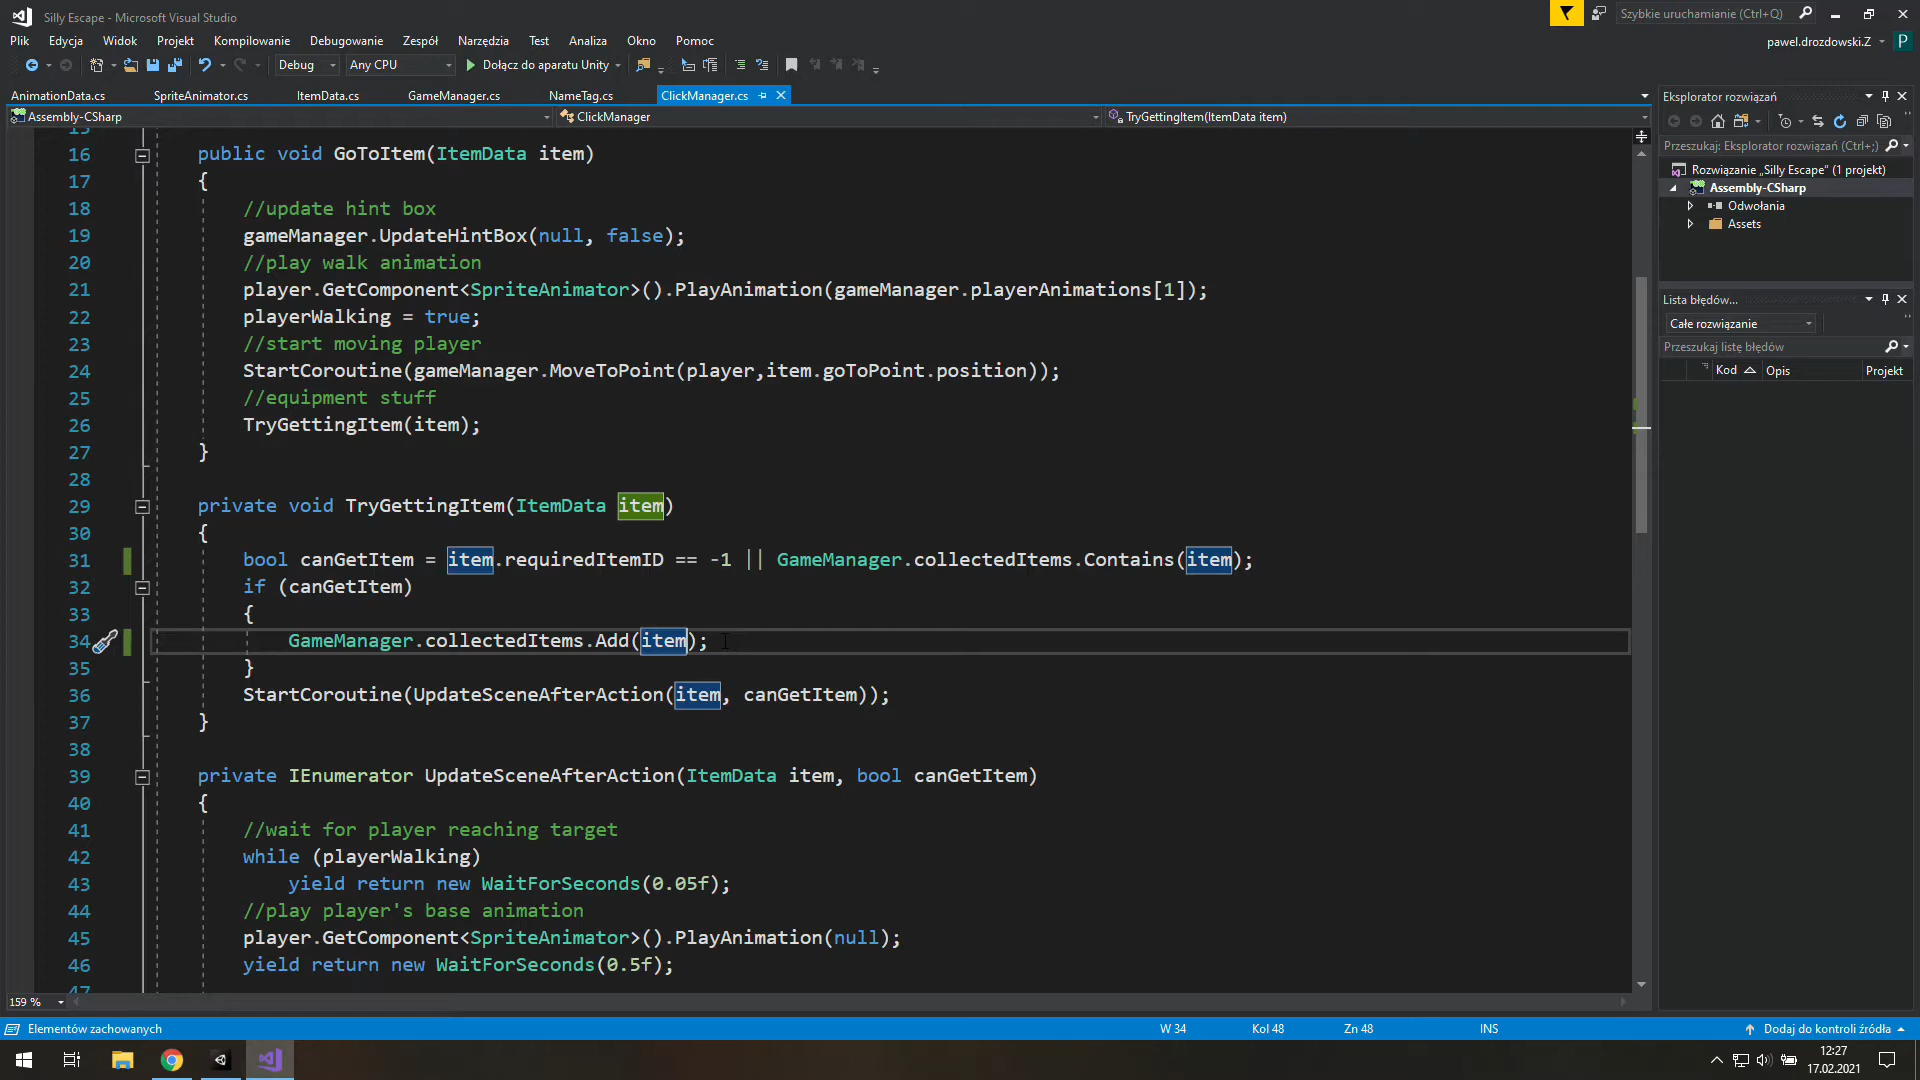 Silly Escape - Microsoft Visual Studio
Szybkie uruchamianie (Ctrl+Q)
Plik Edycja Widok Projekt Kompilowanie Debugowanie Zespół Narzędzia Test Analiza Okno Pomoc
pawel.drozdowski.Z P
Debug Any CPU Dołącz do aparatu Unity
AnimationData.cs SpriteAnimator.cs ItemData.cs GameManager.cs NameTag.cs ClickManager.cs
Assembly-CSharp ClickManager TryGettingItem(ItemData item)
15
16 public void GoToItem(ItemData item)
17 {
18 //update hint box
19 gameManager.UpdateHintBox(null, false);
20 //play walk animation
21 player.GetComponent<SpriteAnimator>().PlayAnimation(gameManager.playerAnimations[1]);
22 playerWalking = true;
23 //start moving player
24 StartCoroutine(gameManager.MoveToPoint(player,item.goToPoint.position));
25 //equipment stuff
26 TryGettingItem(item);
27 }
28
29 private void TryGettingItem(ItemData item)
30 {
31 bool canGetItem = item.requiredItemID == -1 || GameManager.collectedItems.Contains(item);
32 if (canGetItem)
33 {
34 GameManager.collectedItems.Add(item);
35 }
36 StartCoroutine(UpdateSceneAfterAction(item, canGetItem));
37 }
38
39 private IEnumerator UpdateSceneAfterAction(ItemData item, bool canGetItem)
40 {
41 //wait for player reaching target
42 while (playerWalking)
43 yield return new WaitForSeconds(0.05f);
44 //play player's base animation
45 player.GetComponent<SpriteAnimator>().PlayAnimation(null);
46 yield return new WaitForSeconds(0.5f);
47
159 %
Eksplorator rozwiązań
Przeszukaj: Eksplorator rozwiązań (Ctrl+;)
Rozwiązanie „Silly Escape" (1 projekt)
Assembly-CSharp
Odwołania
Assets
Lista błędów...
Całe rozwiązanie
Przeszukaj listę błędów
Kod Opis Projekt
Elementów zachowanych W 34 Kol 48 Zn 48 INS Dodaj do kontroli źródła
12:27
17.02.2021